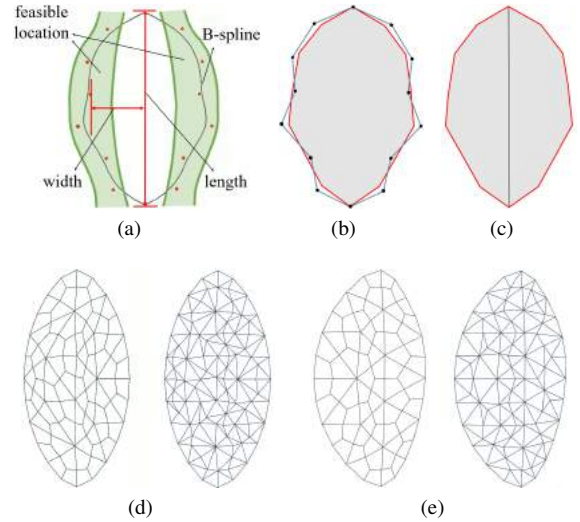 feasible
location
B-spline
width
length
(a)
(b)
(c)
(d)
(e)